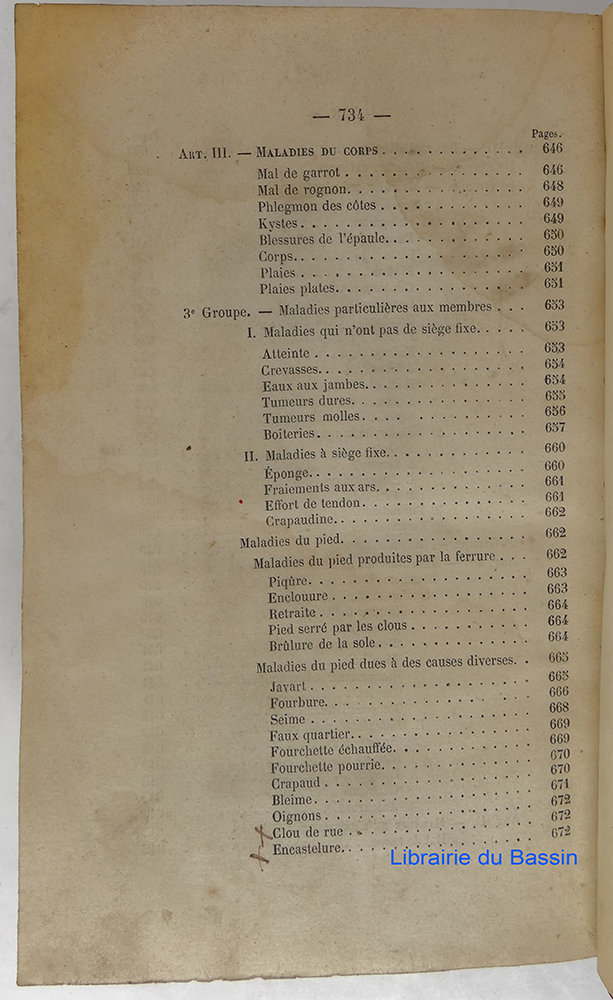 — 734 —
Pages.
ART. III. — MALADIES DU CORPS . . . . . . . . . . . . 646
Mal de garrot . . . . . . . . . . . . . . 646
Mal de rognon. . . . . . . . . . . . . . 648
Phlegmon des côtes . . . . . . . . . . . . 649
Kystes . . . . . . . . . . . . . . . . . 649
Blessures de l'épaule. . . . . . . . . . . 650
Corps. . . . . . . . . . . . . . . . . . 650
Plaies . . . . . . . . . . . . . . . . . 651
Plaies plates. . . . . . . . . . . . . . 651
3e Groupe. — Maladies particulières aux membres . . . 653
I. Maladies qui n'ont pas de siège fixe. . . . . 653
Atteinte . . . . . . . . . . . . . . . . 653
Crevasses. . . . . . . . . . . . . . . . 654
Eaux aux jambes. . . . . . . . . . . . . 654
Tumeurs dures. . . . . . . . . . . . . . 655
Tumeurs molles . . . . . . . . . . . . . 656
Boiteries. . . . . . . . . . . . . . . . 657
II. Maladies à siège fixe. . . . . . . . . . . . 660
Éponge. . . . . . . . . . . . . . . . . 660
Fraiements aux ars. . . . . . . . . . . . 661
Effort de tendon . . . . . . . . . . . . . 661
Crapaudine. . . . . . . . . . . . . . . 662
Maladies du pied. . . . . . . . . . . . . . . 662
Maladies du pied produites par la ferrure . . . 662
Piqûre. . . . . . . . . . . . . . . . . 663
Enclouure . . . . . . . . . . . . . . . 663
Retraite . . . . . . . . . . . . . . . . 664
Pied serré par les clous . . . . . . . . . . 664
Brûlure de la sole . . . . . . . . . . . . 664
Maladies du pied dues à des causes diverses. . 665
Javart . . . . . . . . . . . . . . . . . 665
Fourbure. . . . . . . . . . . . . . . . 666
Seime . . . . . . . . . . . . . . . . . 668
Faux quartier. . . . . . . . . . . . . . 669
Fourchette échauffée. . . . . . . . . . . 669
Fourchette pourrie. . . . . . . . . . . . 670
Crapaud . . . . . . . . . . . . . . . . 670
Bleime. . . . . . . . . . . . . . . . . 671
Oignons . . . . . . . . . . . . . . . . 672
Clou de rue . . . . . . . . . . . . . . . 672
Encastelure. . . . . . . . . . . . . . . 672
Librairie du Bassin